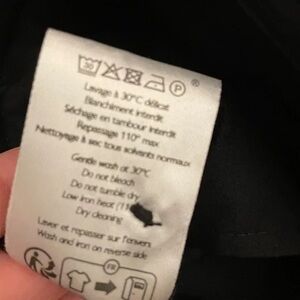 30 P ®
Lavage à 30°C délicat
Blanchiment interdit
Séchage en tambour interdit
Repassage 110° max
Nettoyage à sec tous solvants normaux
Gentle wash at 30°C
Do not bleach
Do not tumble dry
Low iron heat (11
Dry cleaning
Laver et repasser sur l'envers
Wash and iron on reverse side
FR